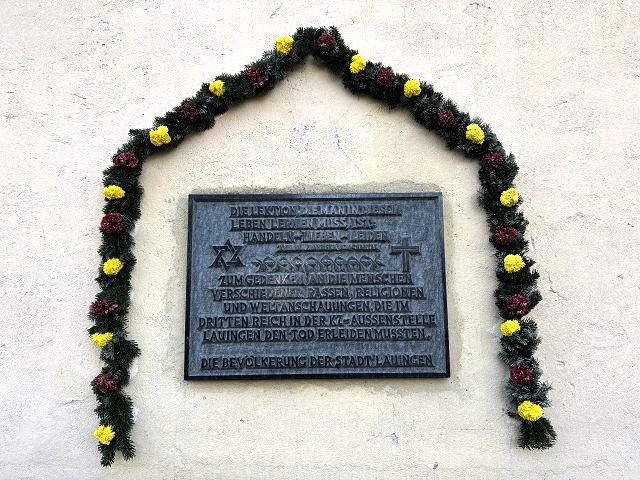 DIE LEKTION, DIE MAN IN DIESEM
LEBEN LERNEN MUSS, IST:
HANDELN - LIEBEN - LEIDEN
ZUM GEDENKEN AN DIE MENSCHEN
VERSCHIEDENER RASSEN, RELIGIONEN
UND WELTANSCHAUUNGEN DIE IM
DRITTEN REICH IN DER KZ-AUSSENSTELLE
LAUINGEN DEN TOD ERLEIDEN MUSSTEN.
DIE BEVÖLKERUNG DER STADT LAUINGEN